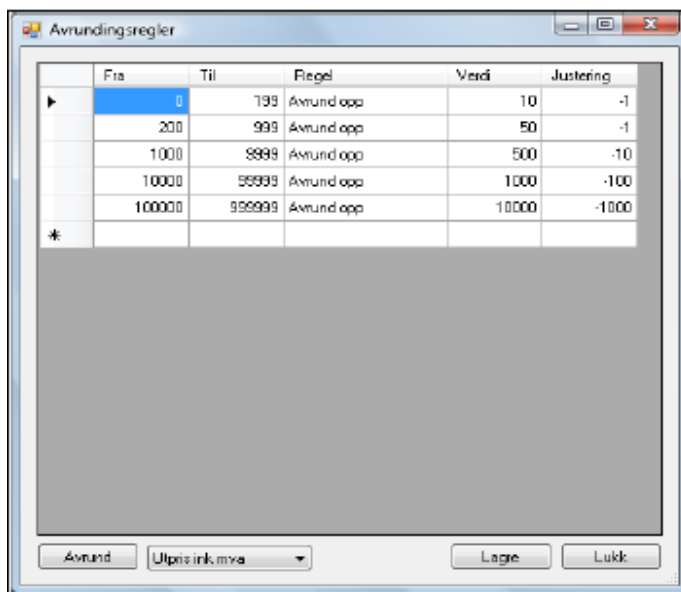 Avrundingsregler
Fra Til Regel Verdi Justering
0 199 Avrund opp 10 -1
200 999 Avrund opp 50 -1
1000 9999 Avrund opp 500 -10
10000 99999 Avrund opp 1000 -100
100000 999999 Avrund opp 10000 -1000
Avrund Utpris ink mva Lagre Lukk